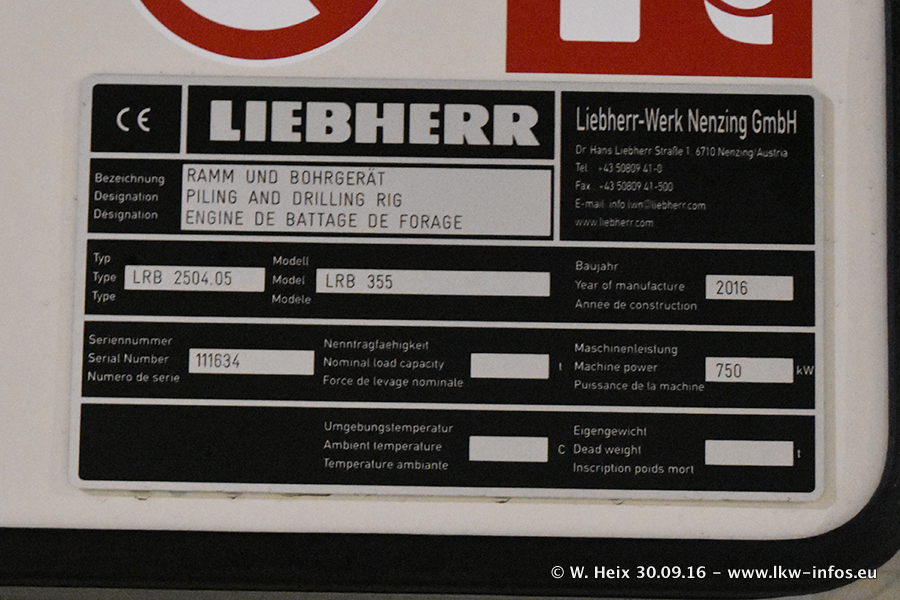 CE
LIEBHERR
Liebherr-Werk Nenzing GmbH
Dr. Hans Liebherr Straße 1, 6710 Nenzing/Austria
Tel. +43 50809 41-0
Fax. +43 50809 41-500
E-mail: info.lwn@liebherr.com
www.liebherr.com
Bezeichnung
Designation
Désignation
RAMM UND BOHRGERÄT
PILING AND DRILLING RIG
ENGINE DE BATTAGE DE FORAGE
Typ
Type
Type
LRB 2504.05
Modell
Model
Modele
LRB 355
Baujahr
Year of manufacture
Année de construction
2016
Seriennummer
Serial Number
Numero de serie
111634
Nenntragfaehigkeit
Nominal load capacity
Force de levage nominale
t
Maschinenleistung
Machine power
Puissance de la machine
750
kW
Umgebungstemperatur
Ambient temperature
Temperature ambiante
C
Eigengewicht
Dead weight
Inscription poids mort
t
© W. Heix 30.09.16 - www.lkw-infos.eu